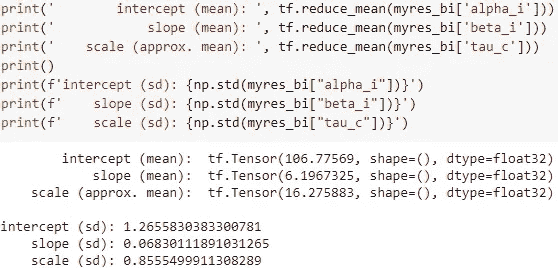 print('       intercept (mean): ', tf.reduce_mean(myres_bi['alpha_i']))
print('           slope (mean): ', tf.reduce_mean(myres_bi['beta_i']))
print('   scale (approx. mean): ', tf.reduce_mean(myres_bi['tau_c']))
print()
print(f'intercept (sd): {np.std(myres_bi["alpha_i"])}')
print(f'    slope (sd): {np.std(myres_bi["beta_i"])}')
print(f'    scale (sd): {np.std(myres_bi["tau_c"])}')
intercept (mean):  tf.Tensor(106.77569, shape=(), dtype=float32)
slope (mean):  tf.Tensor(6.1967325, shape=(), dtype=float32)
scale (approx. mean):  tf.Tensor(16.275883, shape=(), dtype=float32)
intercept (sd): 1.2655830383300781
slope (sd): 0.06830111891031265
scale (sd): 0.8555499911308289